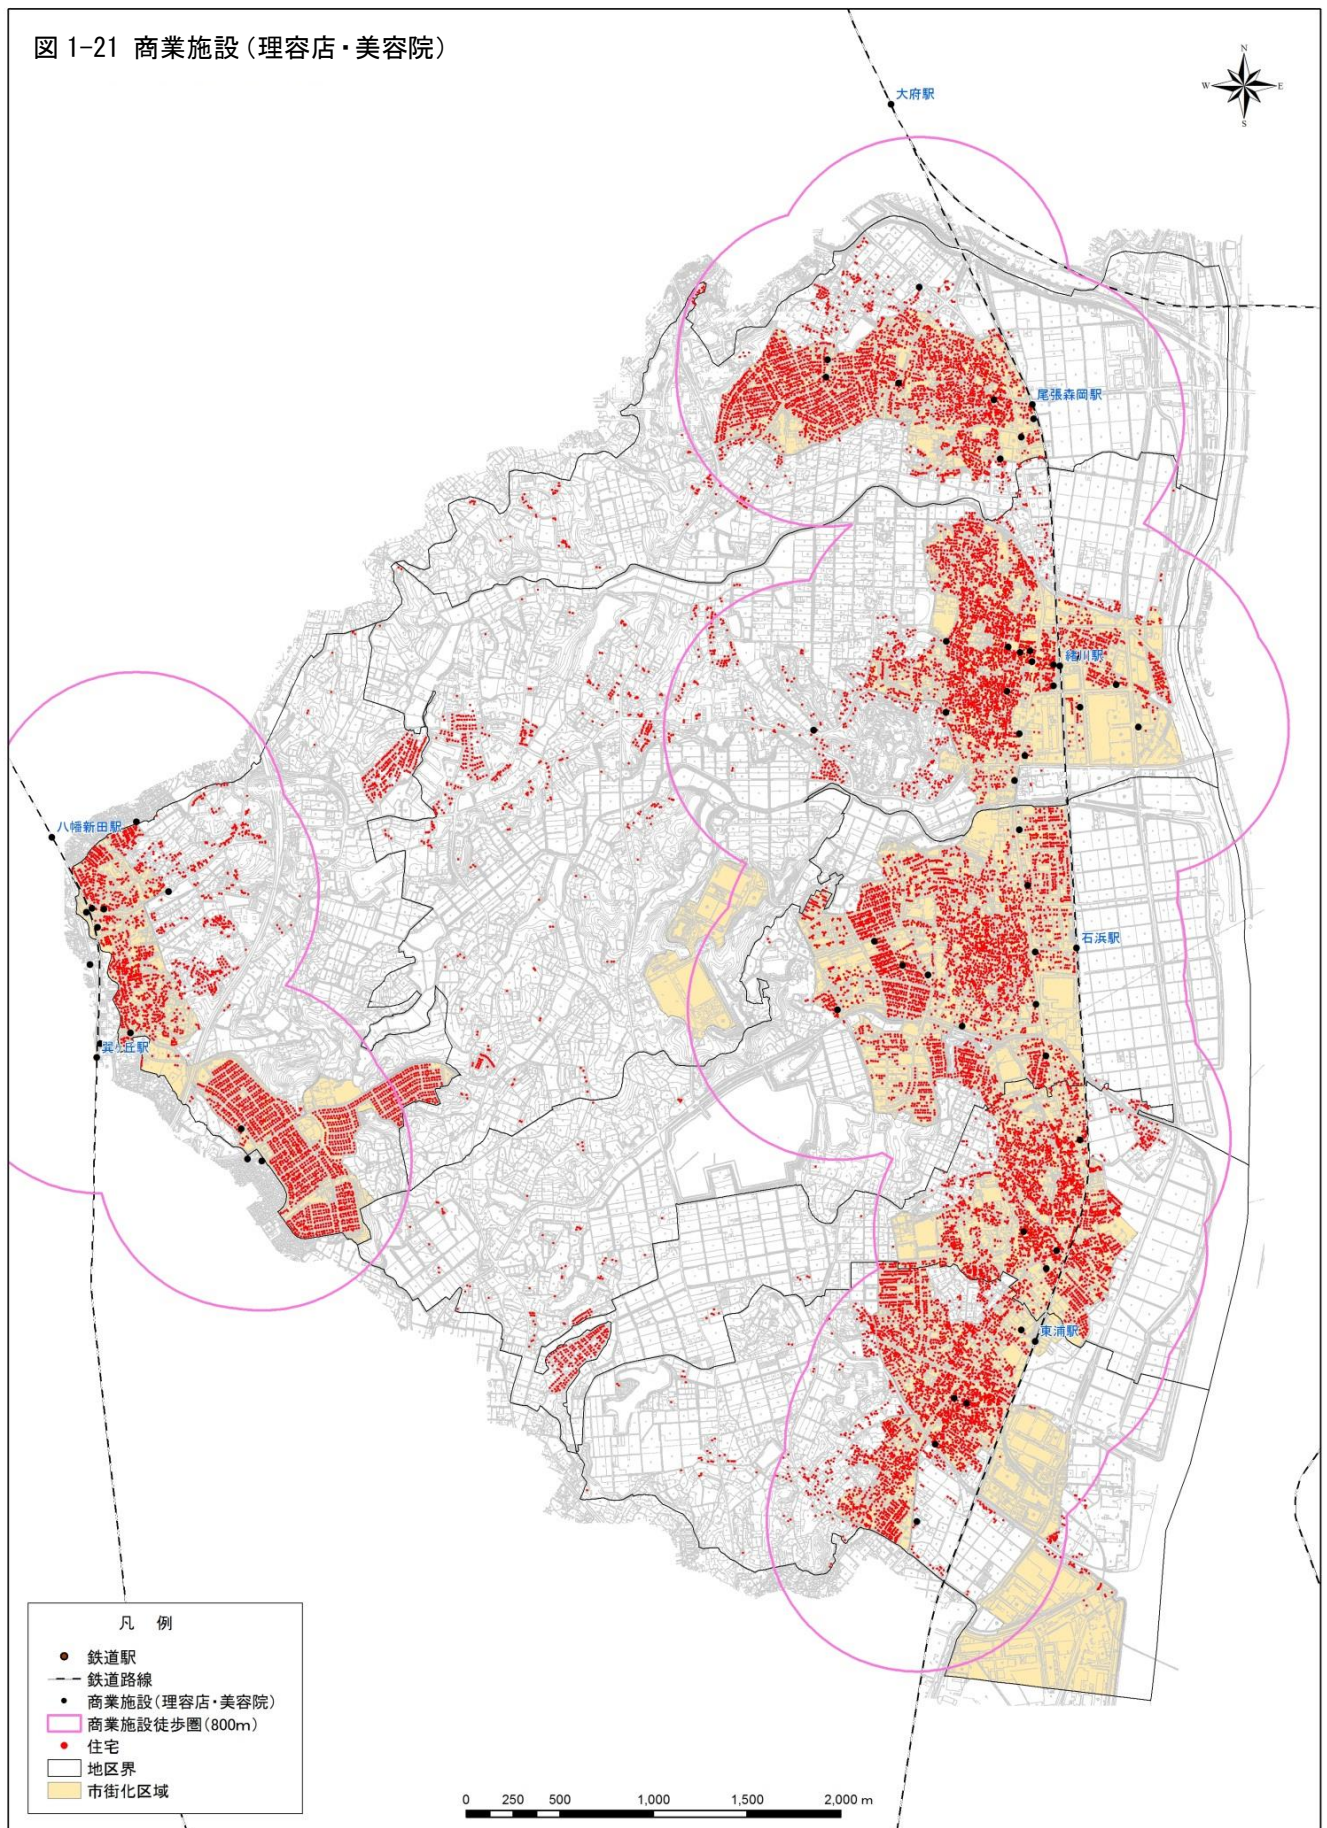 図 1-21 商業施設（理容店・美容院）
N
W
E
S
大府駅
尾張森岡駅
緒川駅
八幡新田駅
石浜駅
巽ヶ丘駅
東浦駅
凡 例
鉄道駅
鉄道路線
商業施設（理容店・美容院）
商業施設徒歩圏（800m）
住宅
地区界
市街化区域
0 250 500 1,000 1,500 2,000 m